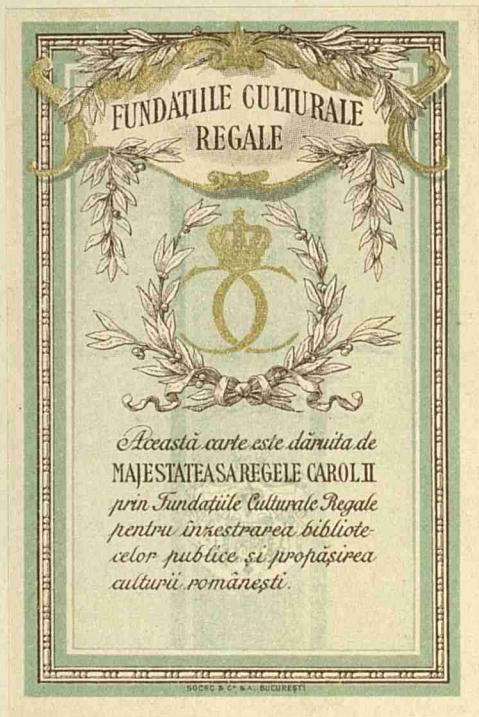 FUNDAȚIILE CULTURALE
REGALE
Această carte este dăruita de
MAJESTATEA SA REGELE CAROL II
prin Fundațiile Culturale Regale
pentru înzestrarea bibliote-
celor publice și propășirea
culturii românești.
SOCEC & Cº S.A. BUCUREȘTI